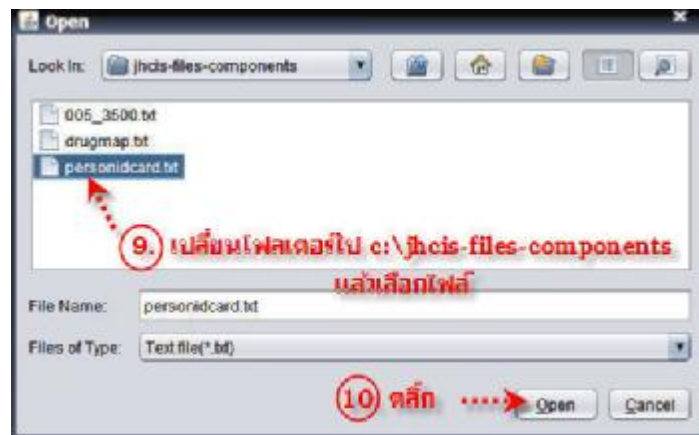 Open
Look In: jhcis-files-components
005_3500.txt
drugmap.txt
personidcard.txt
9. เปลี่ยนโฟลเดอร์ไป c:\jhcis-files-components
แล้วเลือกไฟล์
File Name: personidcard.txt
Files of Type: Text file(*.txt)
10 คลิ๊ก Open Cancel